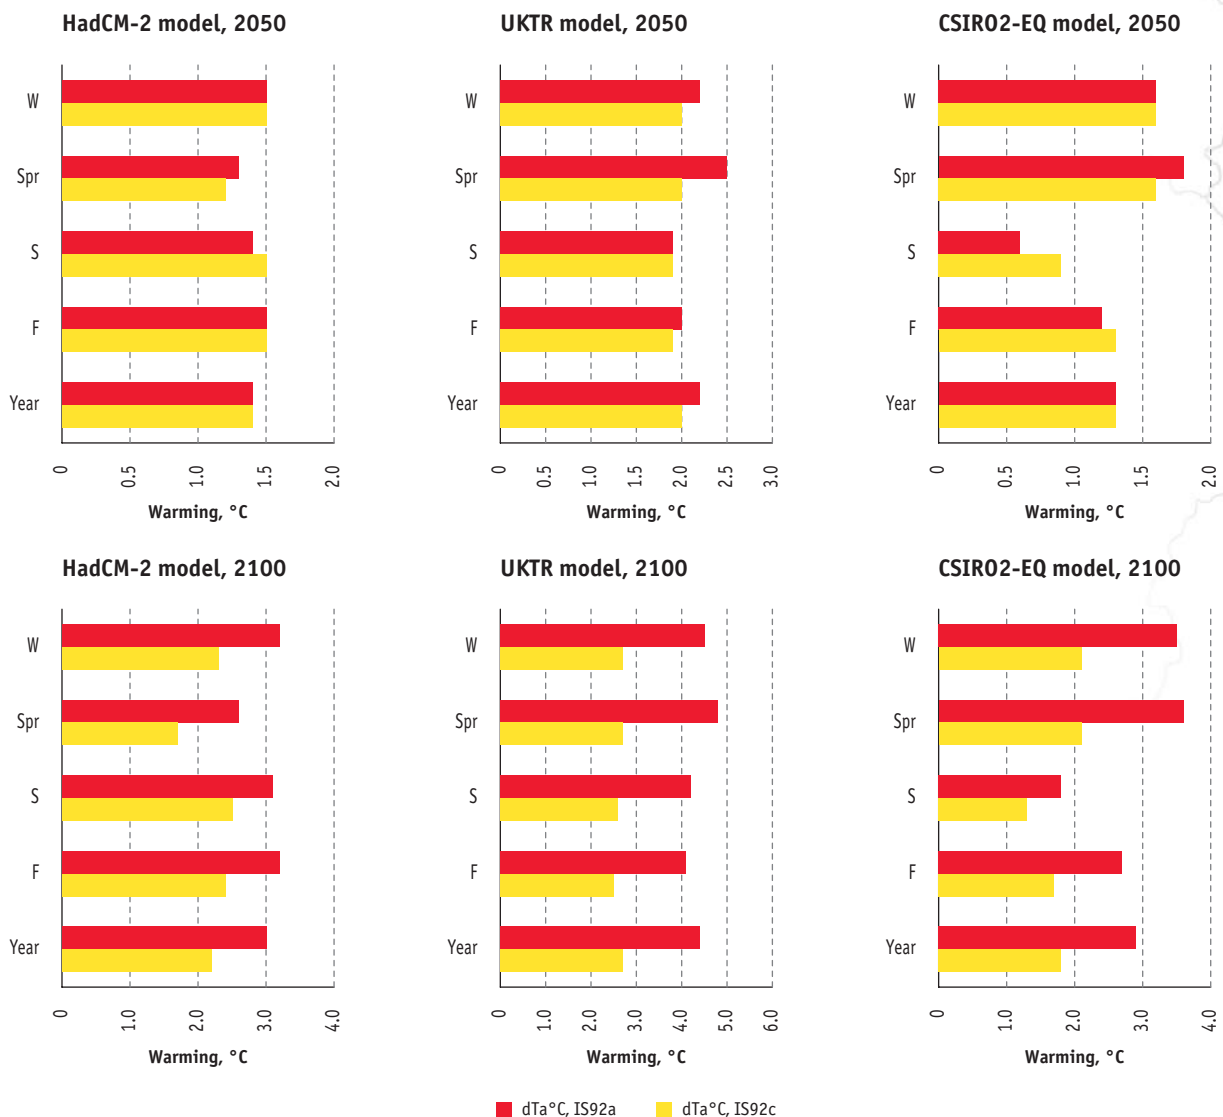 HadCM-2 model, 2050
W
Spr
S
F
Year
0
0.5
1.0
1.5
2.0
Warming, °C
UKTR model, 2050
W
Spr
S
F
Year
0
0.5
1.0
1.5
2.0
2.5
3.0
Warming, °C
CSIRO2-EQ model, 2050
W
Spr
S
F
Year
0
0.5
1.0
1.5
2.0
Warming, °C
HadCM-2 model, 2100
W
Spr
S
F
Year
0
1.0
2.0
3.0
4.0
Warming, °C
UKTR model, 2100
W
Spr
S
F
Year
0
1.0
2.0
3.0
4.0
5.0
6.0
Warming, °C
CSIRO2-EQ model, 2100
W
Spr
S
F
Year
0
1.0
2.0
3.0
4.0
Warming, °C
dTa°C, IS92a
dTa°C, IS92c